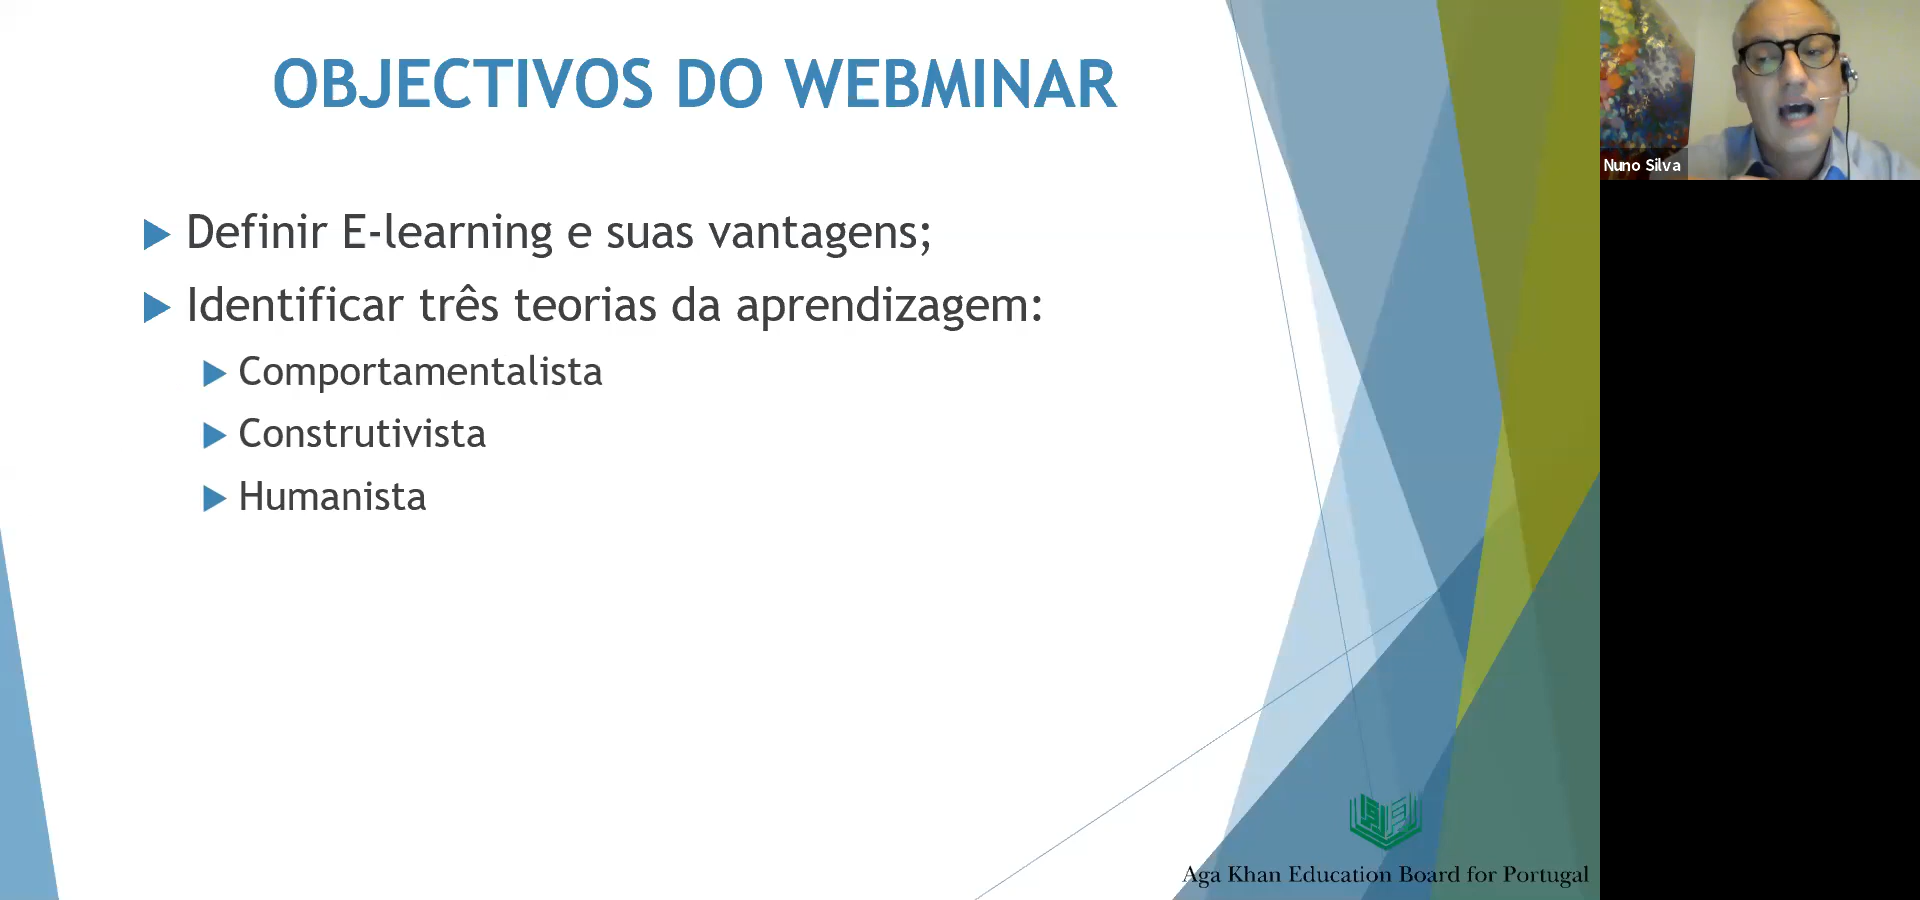 OBJECTIVOS DO WEBMINAR
Definir E-learning e suas vantagens;
Identificar três teorias da aprendizagem:
Comportamentalista
Construtivista
Humanista
Aga Khan Education Board for Portugal
Nuno Silva